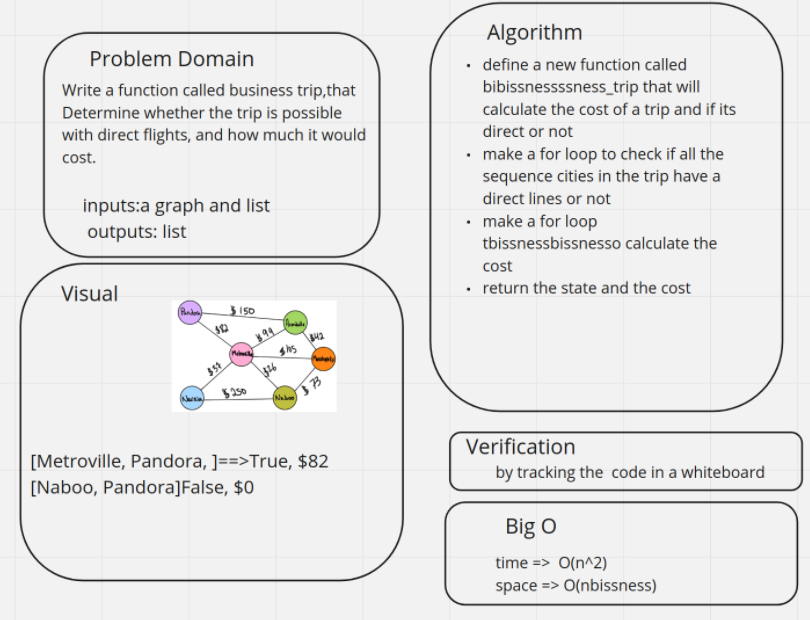 Problem Domain
Write a function called business trip,that
Determine whether the trip is possible
with direct flights, and how much it would
cost.
inputs:a graph and list
outputs: list
Visual
Pandora
$ 150
$82
$99
$42
Metroville
$105
$37
$26
Narnia
$ 250
Naboo
$ 73
[Metroville, Pandora, ]==>True, $82
[Naboo, Pandora]False, $0
Algorithm
• define a new function called
bibissnessssness_trip that will
calculate the cost of a trip and if its
direct or not
• make a for loop to check if all the
sequence cities in the trip have a
direct lines or not
• make a for loop
tbissnessbissnesso calculate the
cost
• return the state and the cost
Verification
by tracking the  code in a whiteboard
Big O
time =>  O(n^2)
space => O(nbissness)